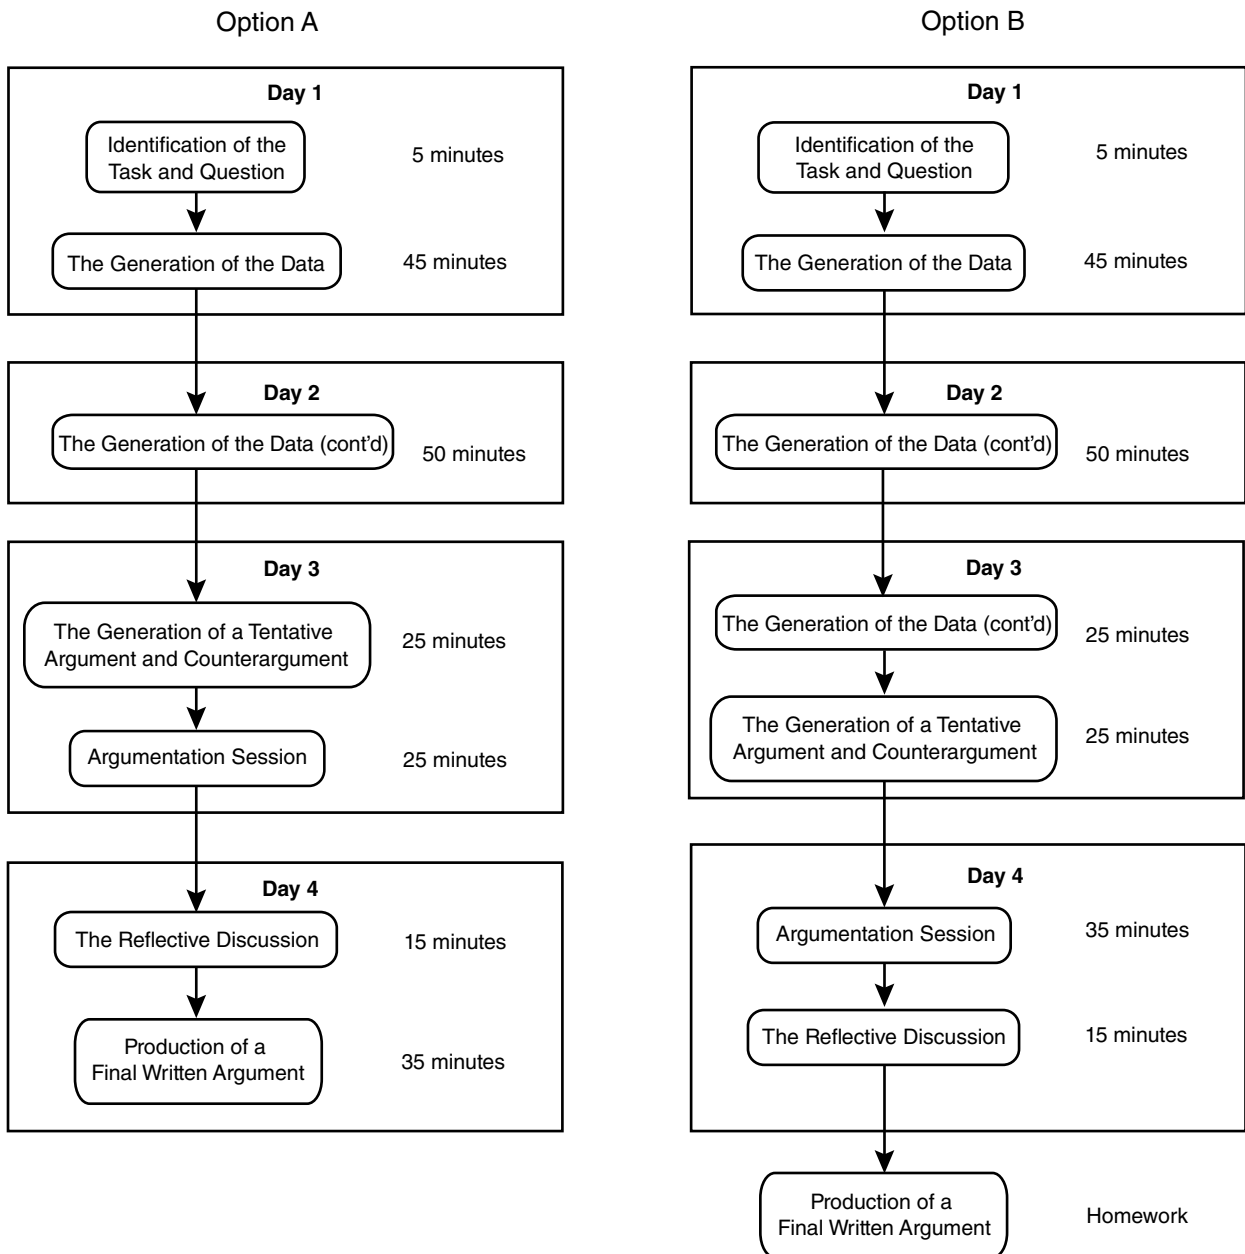 Option A
Day 1
Identification of the
Task and Question
5 minutes
The Generation of the Data
45 minutes
Day 2
The Generation of the Data (cont'd)
50 minutes
Day 3
The Generation of a Tentative
Argument and Counterargument
25 minutes
Argumentation Session
25 minutes
Day 4
The Reflective Discussion
15 minutes
Production of a
Final Written Argument
35 minutes
Option B
Day 1
Identification of the
Task and Question
5 minutes
The Generation of the Data
45 minutes
Day 2
The Generation of the Data (cont'd)
50 minutes
Day 3
The Generation of the Data (cont'd)
25 minutes
The Generation of a Tentative
Argument and Counterargument
25 minutes
Day 4
Argumentation Session
35 minutes
The Reflective Discussion
15 minutes
Production of a
Final Written Argument
Homework